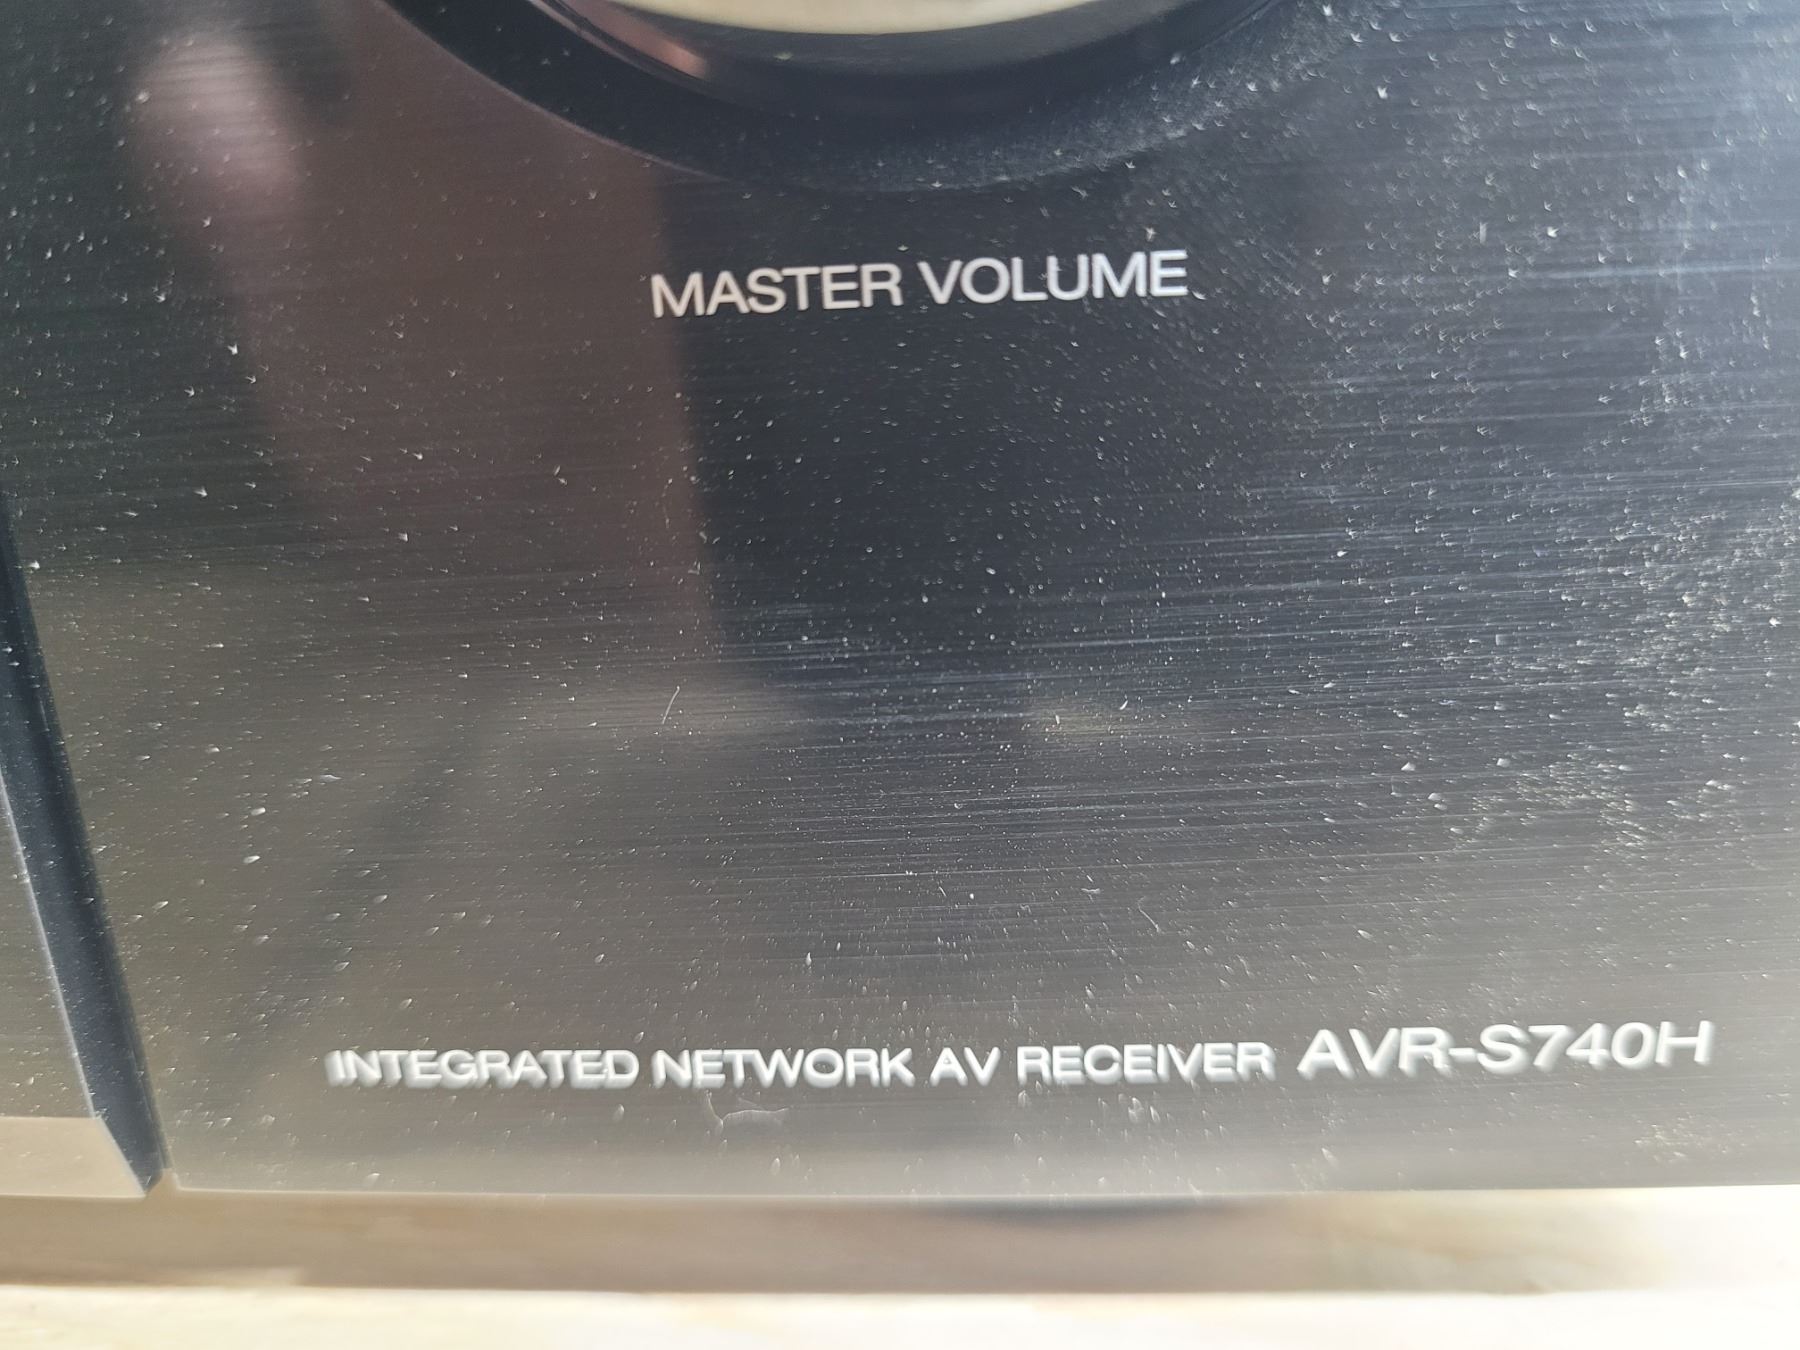 MASTER VOLUME
INTEGRATED NETWORK AV RECEIVER AVR-S740H